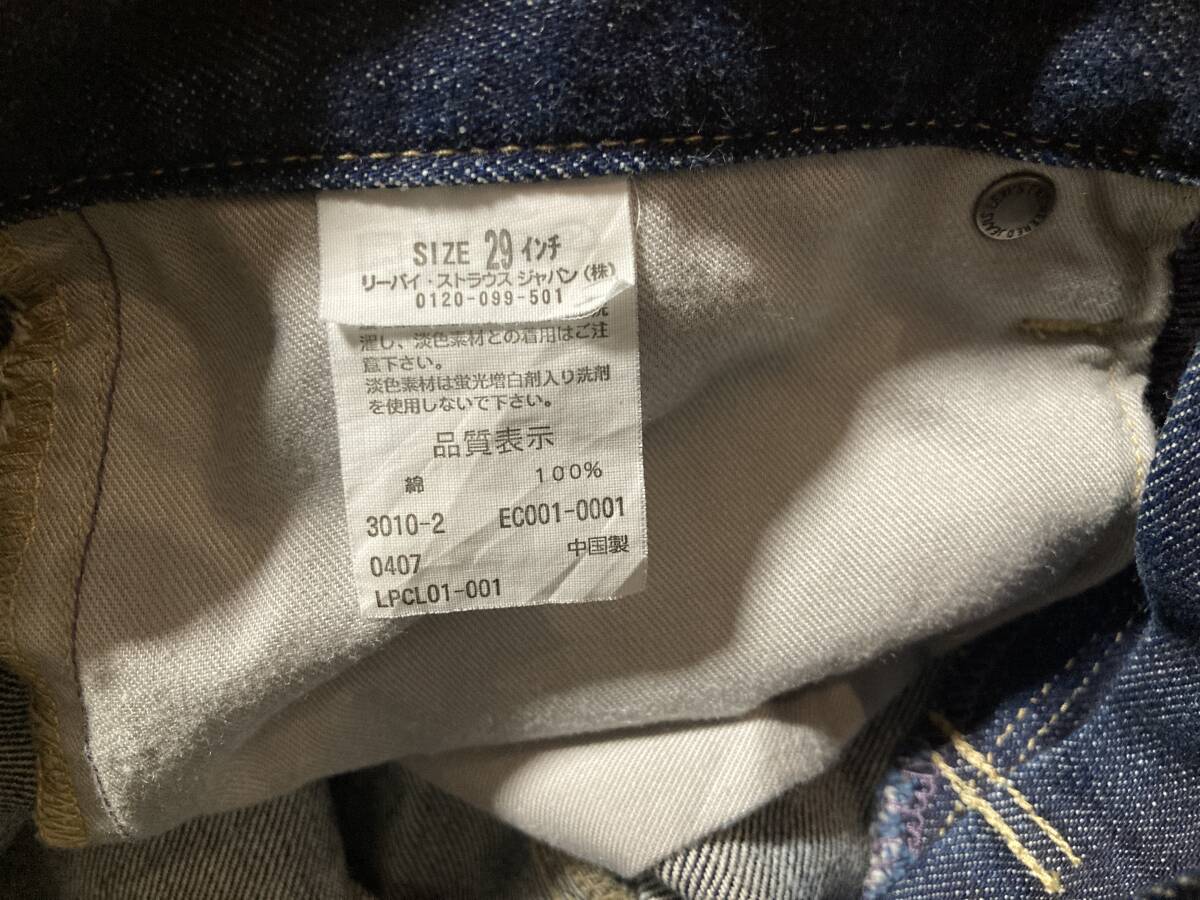 SIZE 29 インチ
リーバイ・ストラウス ジャパン(株)
0120-099-501
濯し、淡色素材との着用はご注
意下さい。
淡色素材は蛍光増白剤入り洗剤
を使用しないで下さい。
品質表示
綿 100%
3010-2 EC001-0001
0407 中国製
LPCL01-001
RED JEANS